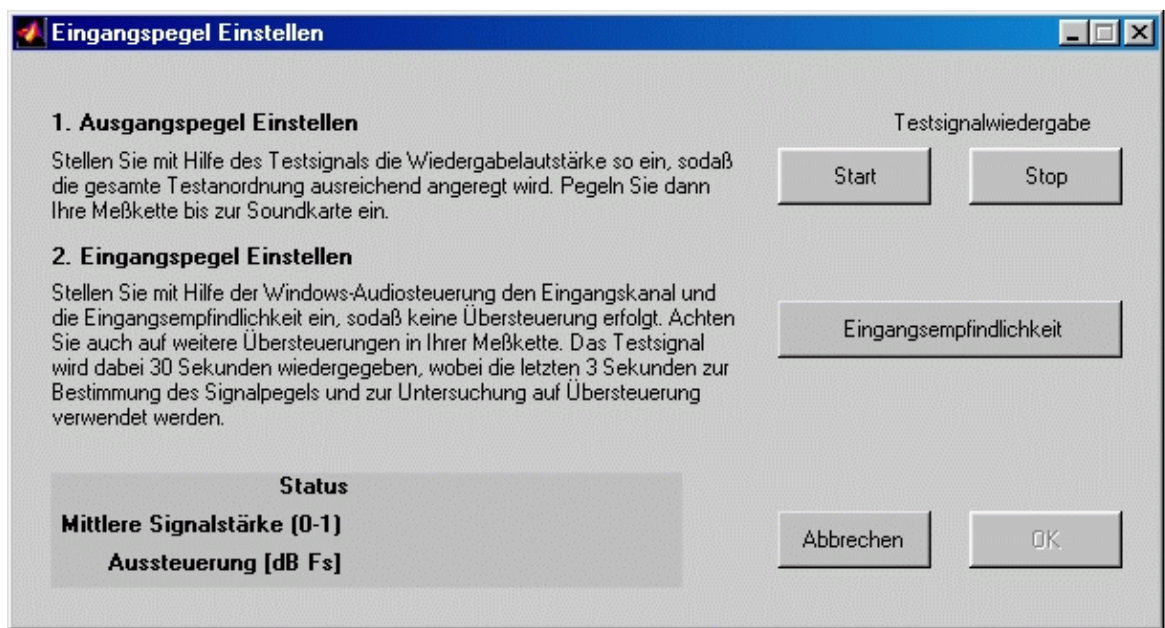 Eingangspegel Einstellen
1. Ausgangspegel Einstellen
Stellen Sie mit Hilfe des Testsignals die Wiedergabelautstärke so ein, sodaß
die gesamte Testanordnung ausreichend angeregt wird. Pegeln Sie dann
Ihre Meßkette bis zur Soundkarte ein.
Testsignalwiedergabe
Start
Stop
2. Eingangspegel Einstellen
Stellen Sie mit Hilfe der Windows-Audiosteuerung den Eingangskanal und
die Eingangsempfindlichkeit ein, sodaß keine Übersteuerung erfolgt. Achten
Sie auch auf weitere Übersteuerungen in Ihrer Meßkette. Das Testsignal
wird dabei 30 Sekunden wiedergegeben, wobei die letzten 3 Sekunden zur
Bestimmung des Signalpegels und zur Untersuchung auf Übersteuerung
verwendet werden.
Eingangsempfindlichkeit
Status
Mittlere Signalstärke (0-1)
Aussteuerung [dB Fs]
Abbrechen
OK